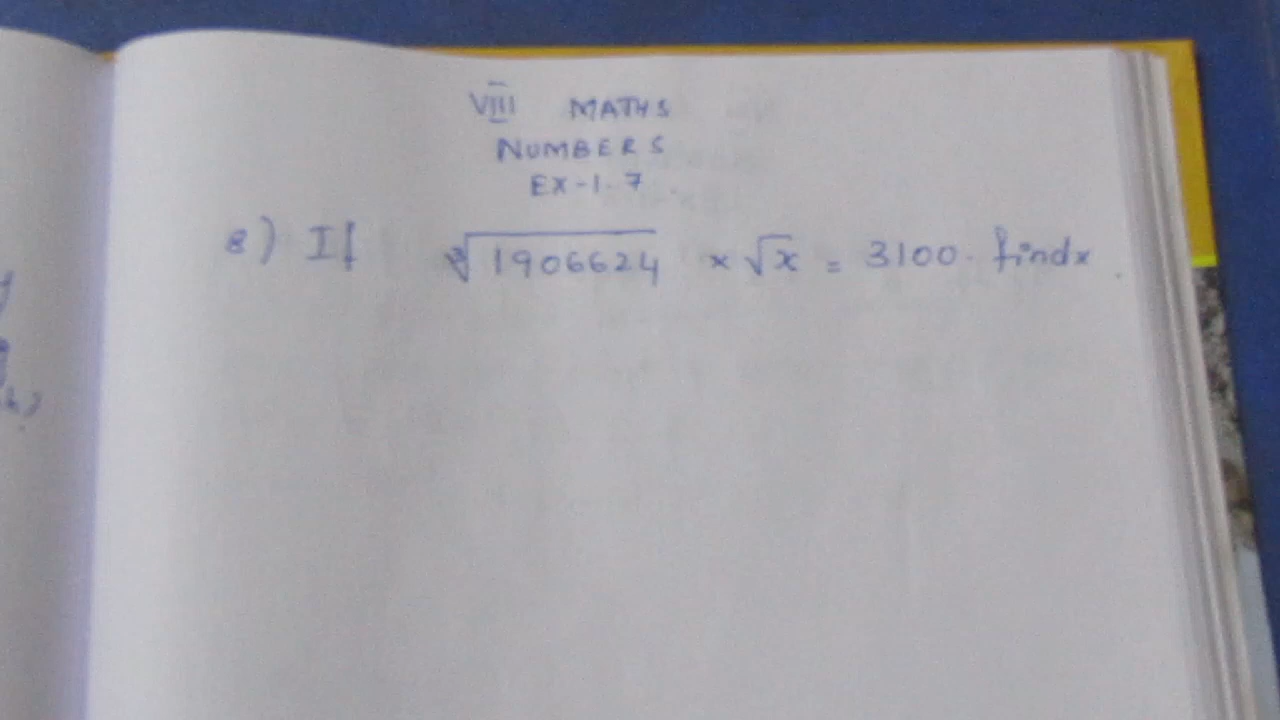 VIII MATHS
NUMBERS
EX-1.7
8) If ∛1906624 × √x = 3100. find x